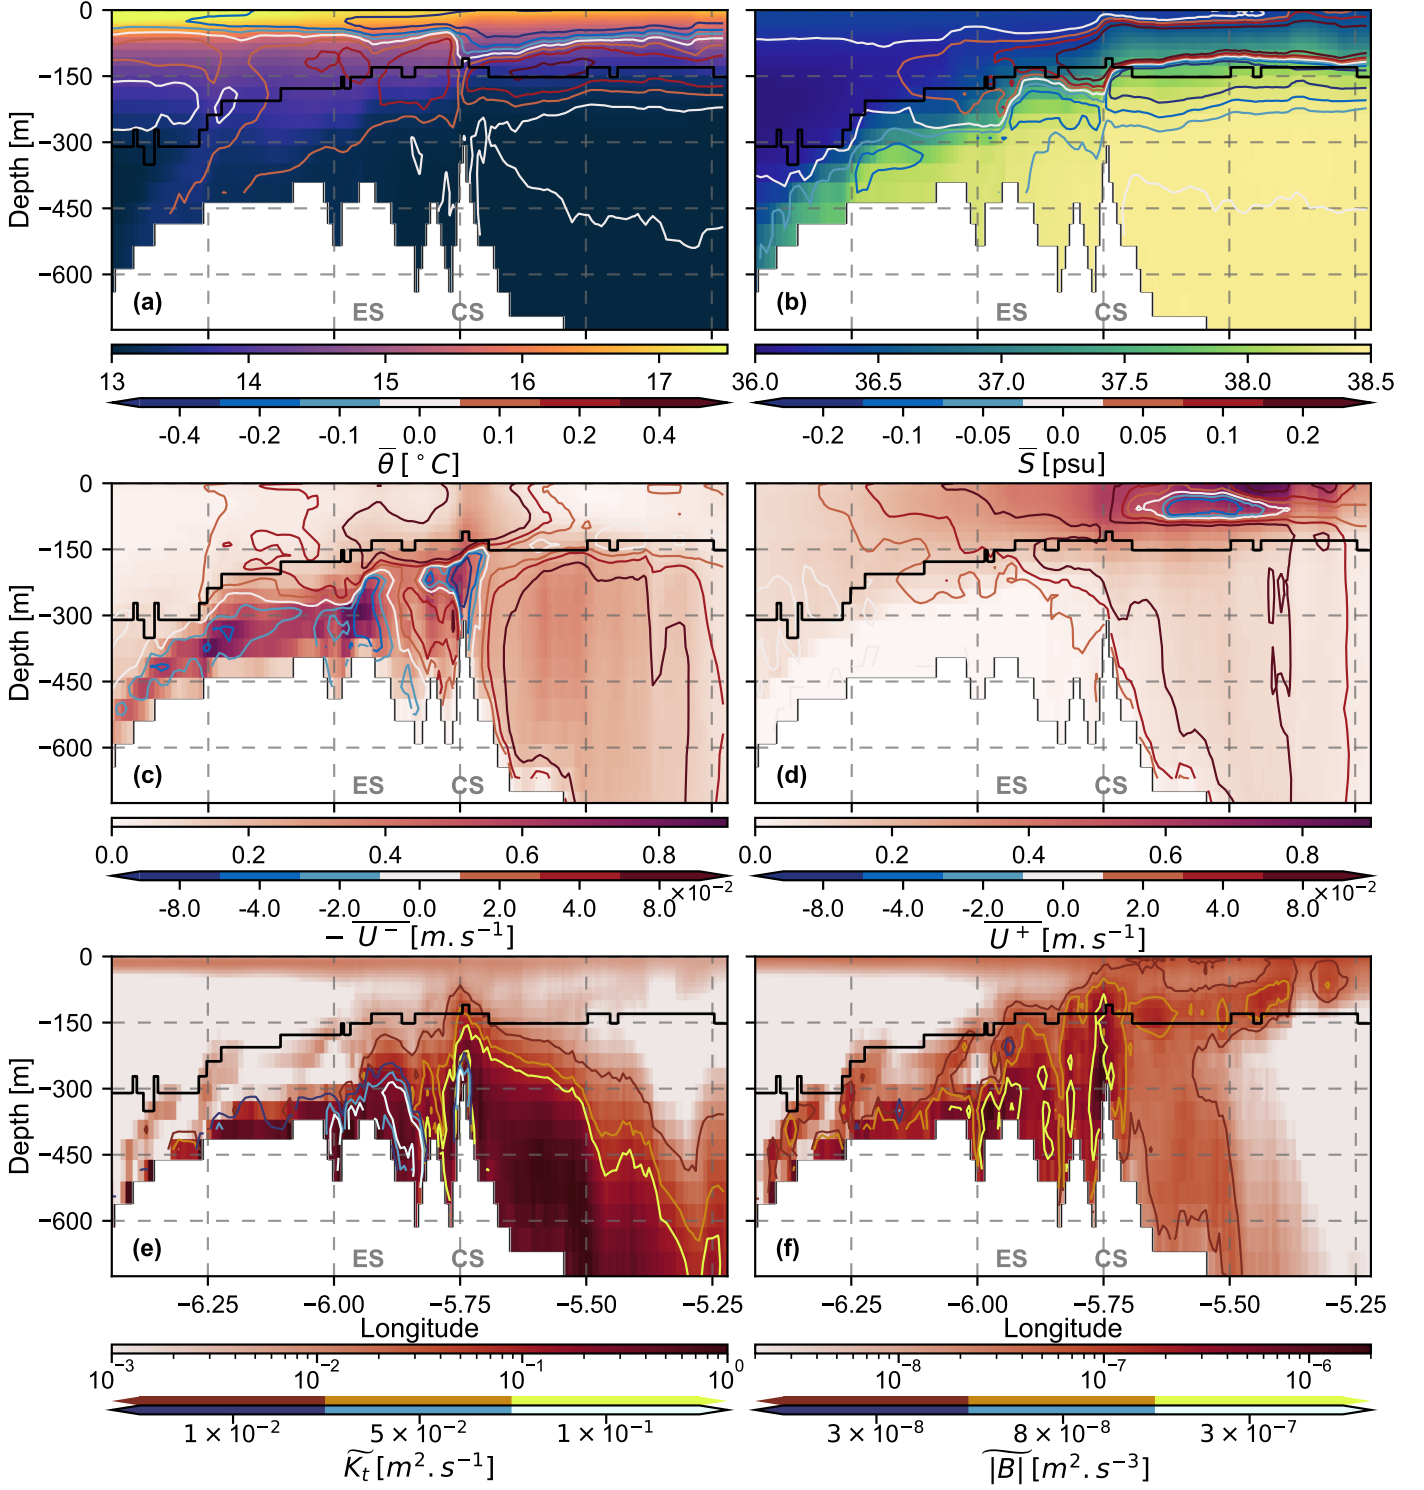 0
−150
−300
−450
−600
Depth [m]
(a)
ES
CS
(b)
ES
CS
13 14 15 16 17
36.0 36.5 37.0 37.5 38.0 38.5
-0.4 -0.2 -0.1 0.0 0.1 0.2 0.4
-0.2 -0.1 -0.05 0.0 0.05 0.1 0.2
θ̅ [°C]
S̅ [psu]
0
−150
−300
−450
−600
Depth [m]
(c)
ES
CS
(d)
ES
CS
0.0 0.2 0.4 0.6 0.8
0.0 0.2 0.4 0.6 0.8
-8.0 -4.0 -2.0 0.0 2.0 4.0 8.0 ×10⁻²
-8.0 -4.0 -2.0 0.0 2.0 4.0 8.0 ×10⁻²
− U̅⁻ [m.s⁻¹]
U̅⁺ [m.s⁻¹]
0
−150
−300
−450
−600
Depth [m]
(e)
ES
CS
(f)
ES
CS
−6.25 −6.00 −5.75 −5.50 −5.25
−6.25 −6.00 −5.75 −5.50 −5.25
Longitude
Longitude
10⁻³ 10⁻² 10⁻¹ 10⁰
10⁻⁸ 10⁻⁷ 10⁻⁶
1×10⁻² 5×10⁻² 1×10⁻¹
3×10⁻⁸ 8×10⁻⁸ 3×10⁻⁷
K̃ₜ [m².s⁻¹]
|B|̃ [m².s⁻³]